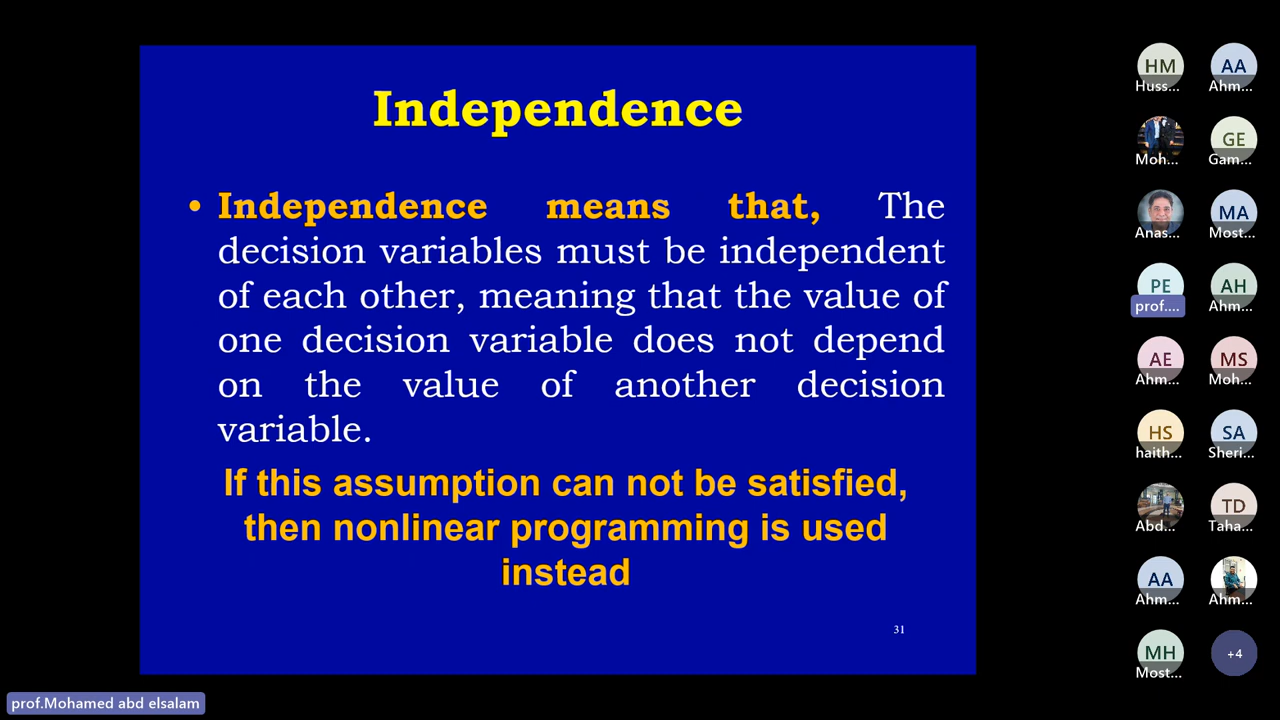 Independence
• Independence means that, The
decision variables must be independent
of each other, meaning that the value of
one decision variable does not depend
on the value of another decision
variable.
If this assumption can not be satisfied,
then nonlinear programming is used
instead
31
HM
Huss...
AA
Ahm...
Moh...
GE
Gam...
Anas...
MA
Most...
PE
prof....
AH
Ahm...
AE
Ahm...
MS
Moh...
HS
haith...
SA
Sheri...
Abd...
TD
Taha...
AA
Ahm...
Ahm...
MH
Most...
+4
prof.Mohamed abd elsalam